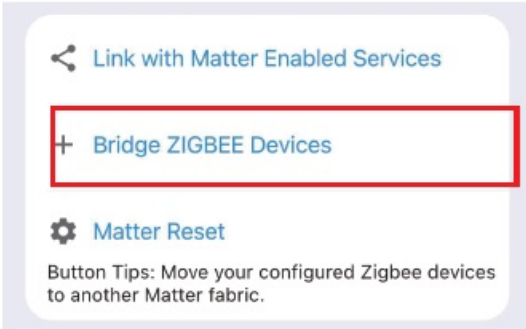 Link with Matter Enabled Services
Bridge ZIGBEE Devices
Matter Reset
Button Tips: Move your configured Zigbee devices
to another Matter fabric.